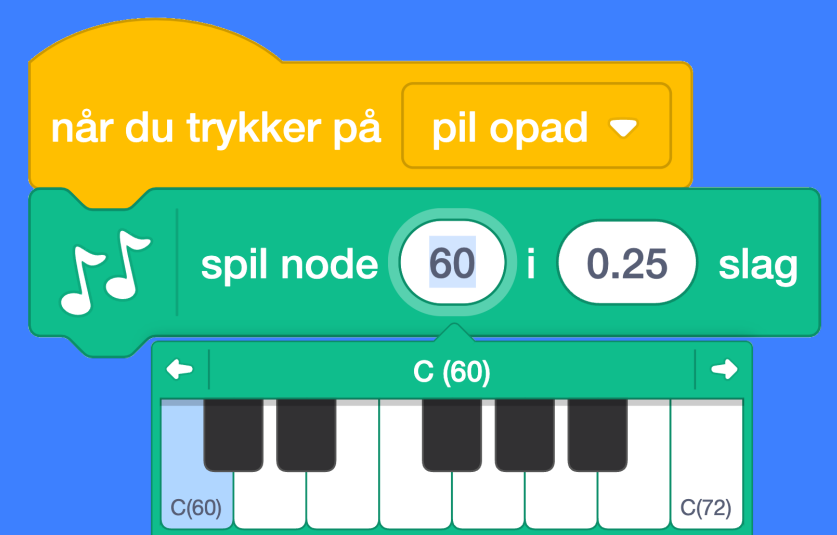 når du trykker på pil opad
spil node 60 i 0.25 slag
C (60)
C(60) C(72)